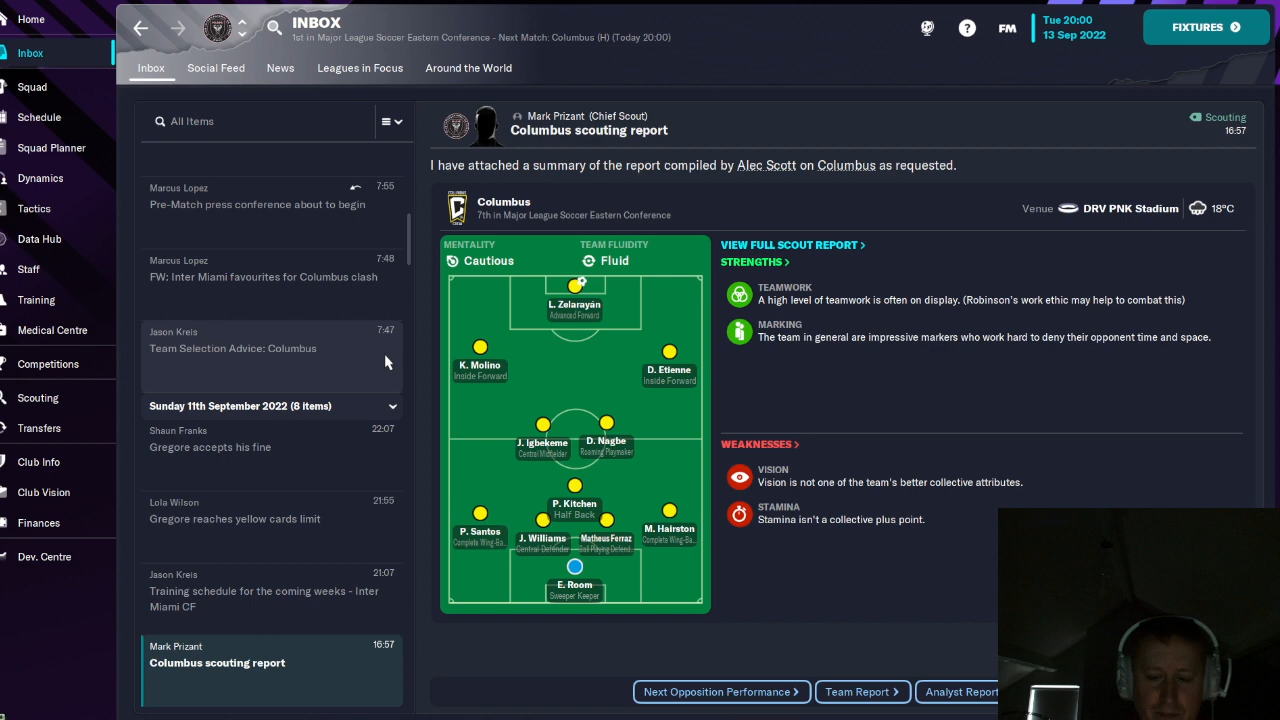 Home
Inbox
Squad
Schedule
Squad Planner
Dynamics
Tactics
Data Hub
Staff
Training
Medical Centre
Competitions
Scouting
Transfers
Club Info
Club Vision
Finances
Dev. Centre
INBOX
1st in Major League Soccer Eastern Conference - Next Match: Columbus (H) (Today 20:00)
?
FM
Tue 20:00
13 Sep 2022
FIXTURES
Inbox
Social Feed
News
Leagues in Focus
Around the World
All Items
Marcus Lopez 7:55
Pre-Match press conference about to begin
Marcus Lopez 7:48
FW: Inter Miami favourites for Columbus clash
Jason Kreis 7:47
Team Selection Advice: Columbus
Sunday 11th September 2022 (8 items)
Shaun Franks 22:07
Gregore accepts his fine
Lola Wilson 21:55
Gregore reaches yellow cards limit
Jason Kreis 21:07
Training schedule for the coming weeks - Inter
Miami CF
Mark Prizant 16:57
Columbus scouting report
Mark Prizant (Chief Scout)
Columbus scouting report
Scouting
16:57
I have attached a summary of the report compiled by Alec Scott on Columbus as requested.
Columbus
7th in Major League Soccer Eastern Conference
Venue DRV PNK Stadium 18°C
MENTALITY
Cautious
TEAM FLUIDITY
Fluid
L. Zelarayán
Advanced Forward
K. Molino
Inside Forward
D. Etienne
Inside Forward
J. Igbekeme
Central Midfielder
D. Nagbe
Roaming Playmaker
P. Kitchen
Half Back
P. Santos
Complete Wing-Ba...
J. Williams
Central Defender
Matheus Ferraz
Ball Playing Defend...
M. Hairston
Complete Wing-Ba...
E. Room
Sweeper Keeper
VIEW FULL SCOUT REPORT >
STRENGTHS >
TEAMWORK
A high level of teamwork is often on display. (Robinson's work ethic may help to combat this)
MARKING
The team in general are impressive markers who work hard to deny their opponent time and space.
WEAKNESSES >
VISION
Vision is not one of the team's better collective attributes.
STAMINA
Stamina isn't a collective plus point.
Next Opposition Performance >
Team Report >
Analyst Report